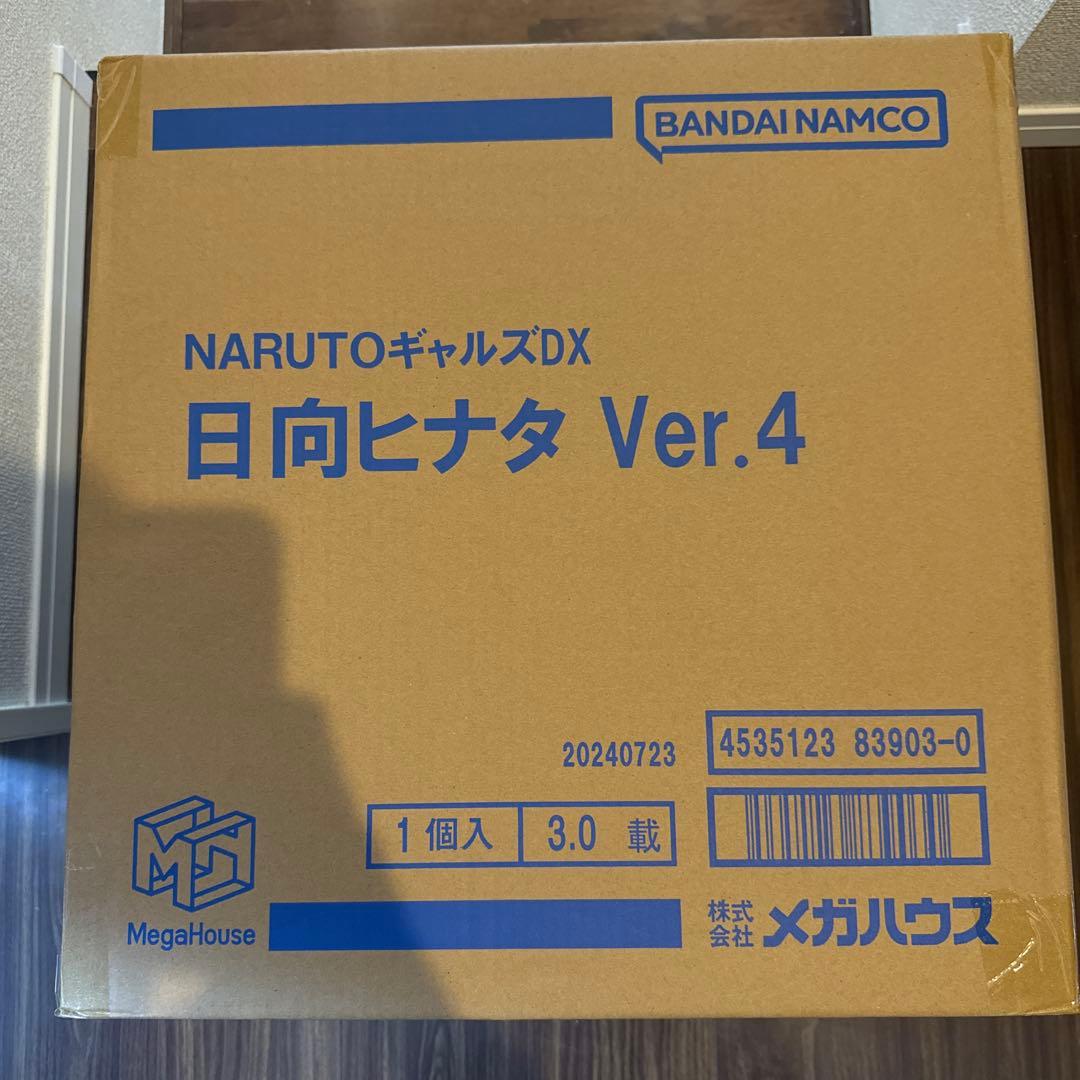 BANDAI NAMCO
NARUTOギャルズDX
日向ヒナタ Ver.4
20240723
4535123 83903-0
1個入 3.0 載
MegaHouse
株式会社 メガハウス